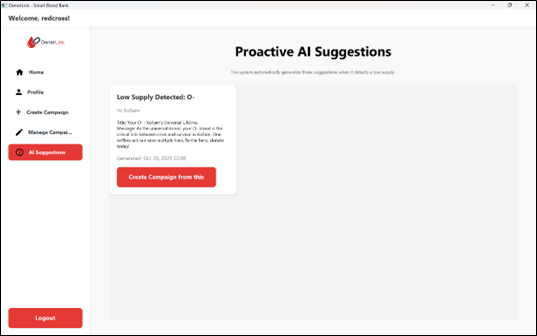 DonorLink - Smart Blood Bank
Welcome, redcross!
DonorLink
Home
Profile
Create Campaign
Manage Campai...
AI Suggestions
Logout
Proactive AI Suggestions
The system automatically generates these suggestions when it detects a low supply.
Low Supply Detected: O-
In: Kollam
Title: Your O-: Kollam's Universal Lifeline
Message: As the universal donor, your O- blood is the
critical link between crisis and survival in Kollam. One
selfless act can save multiple lives. Be the hero, donate
today!
Generated: Oct 20, 2025 02:08
Create Campaign from this